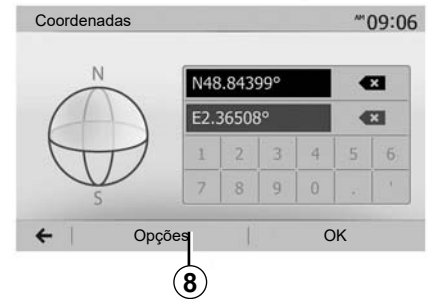 Coordenadas AM 09:06
N
S
N48.84399°
E2.36508°
1 2 3 4 5 6
7 8 9 0 . '
Opções OK
8